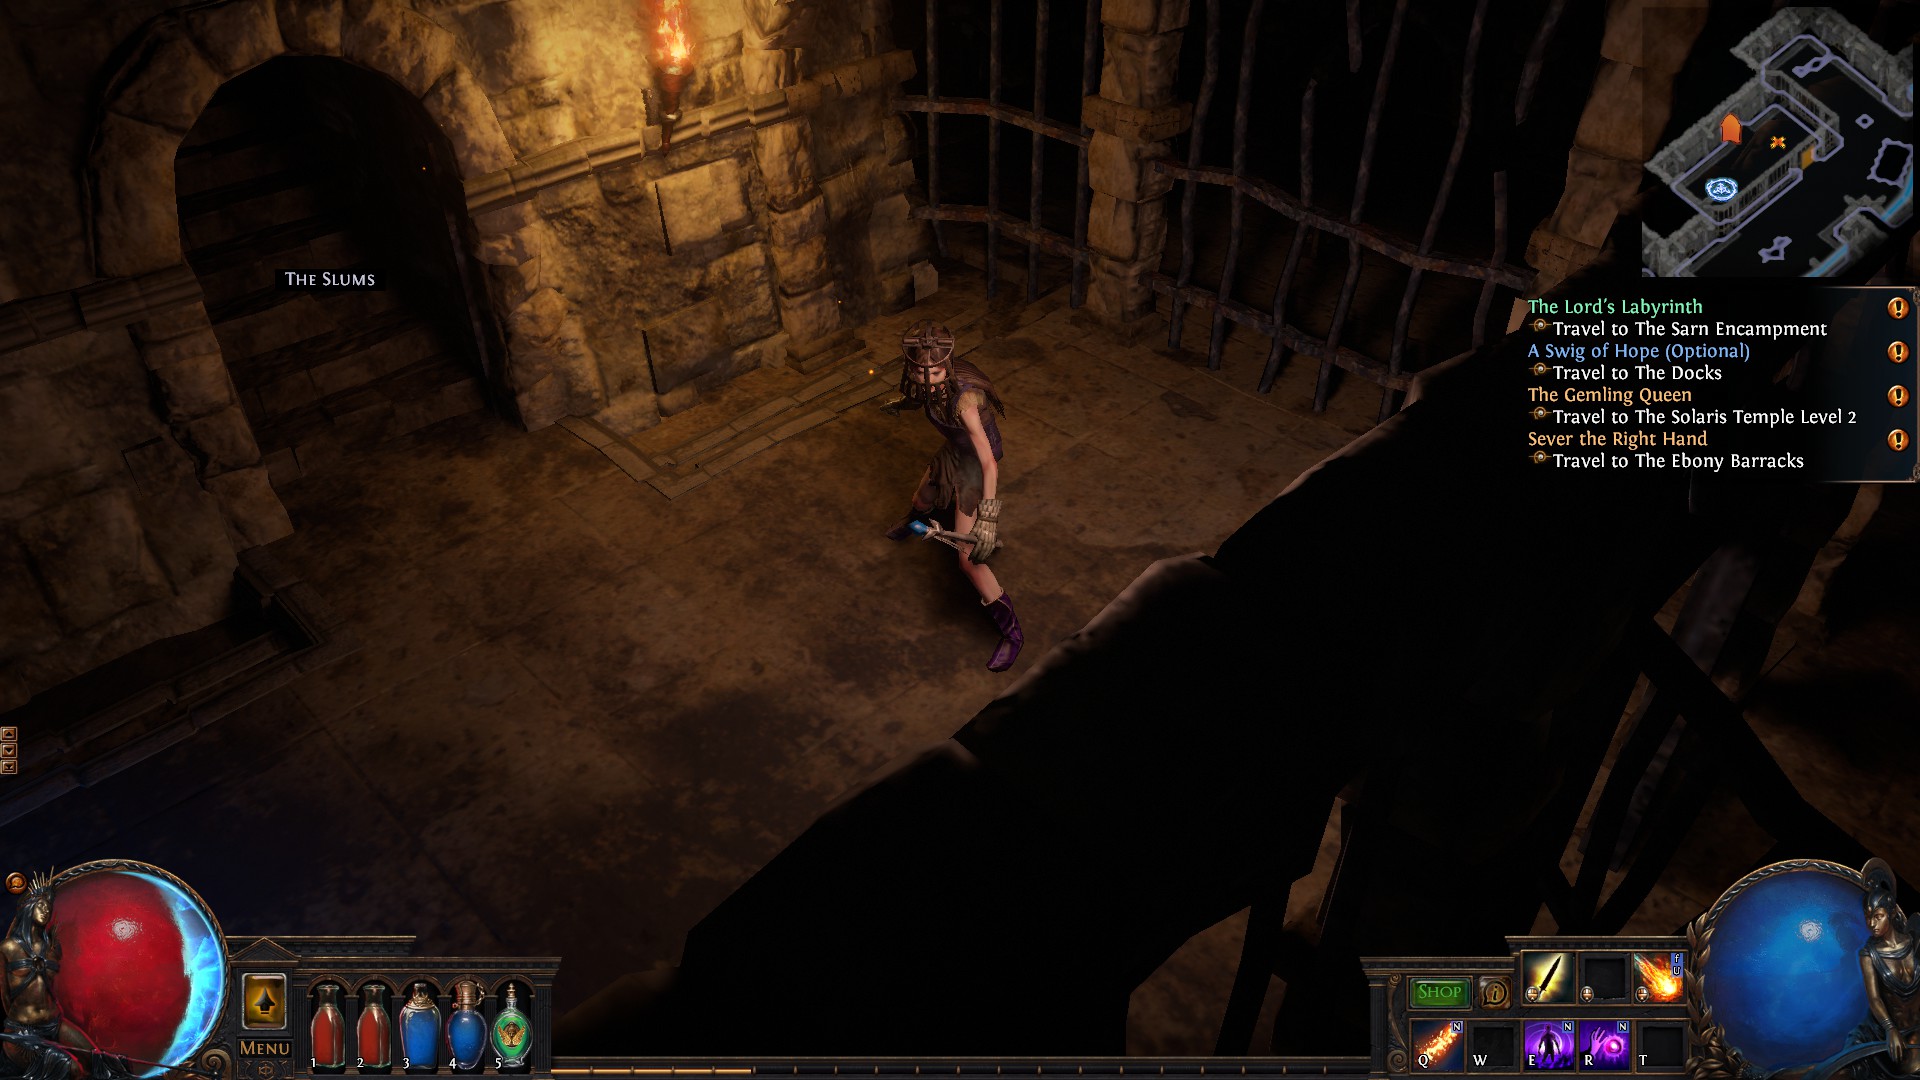 The Slums
The Lord's Labyrinth
Travel to The Sarn Encampment
A Swig of Hope (Optional)
Travel to The Docks
The Gemling Queen
Travel to The Solaris Temple Level 2
Sever the Right Hand
Travel to The Ebony Barracks
Menu
1 2 3 4 5
Shop
f
U
N N N
Q W E R T